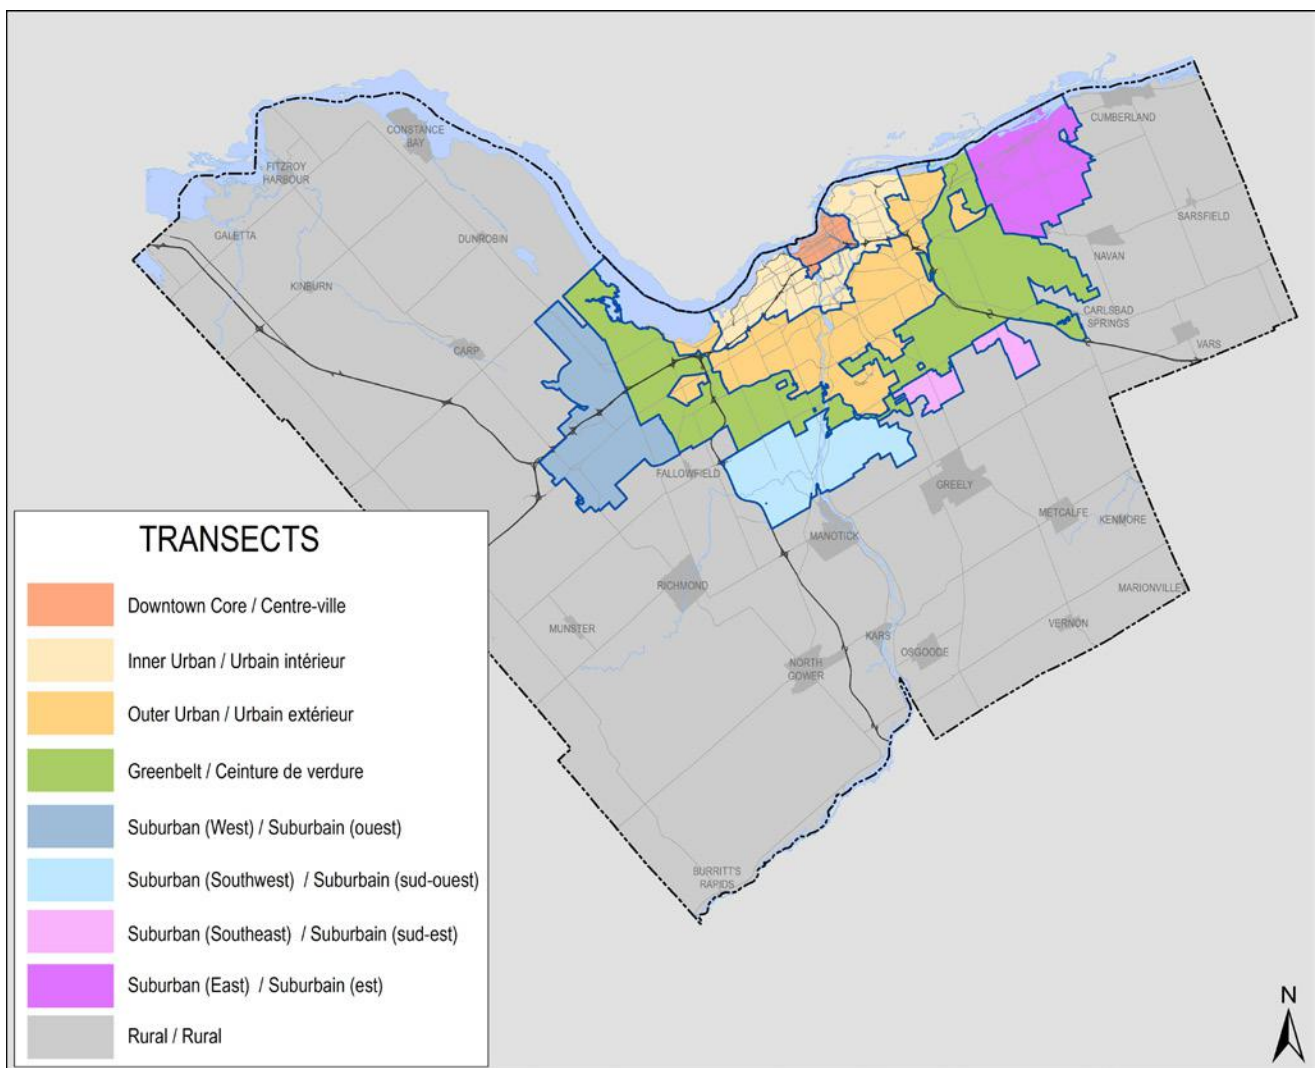 CUMBERLAND
CONSTANCE
BAY
FITZROY
HARBOUR
SARSFIELD
GALETTA
DUNROBIN
NAVAN
KINBURN
CARLSBAD
SPRINGS
VARS
CARP
FALLOWFIELD
GREELY
METCALFE
KENMORE
MANOTICK
RICHMOND
MARIONVILLE
MUNSTER
VERNON
KARS
OSGOODE
NORTH
GOWER
BURRITT'S
RAPIDS
TRANSECTS
Downtown Core / Centre-ville
Inner Urban / Urbain intérieur
Outer Urban / Urbain extérieur
Greenbelt / Ceinture de verdure
Suburban (West) / Suburbain (ouest)
Suburban (Southwest) / Suburbain (sud-ouest)
Suburban (Southeast) / Suburbain (sud-est)
Suburban (East) / Suburbain (est)
Rural / Rural
N